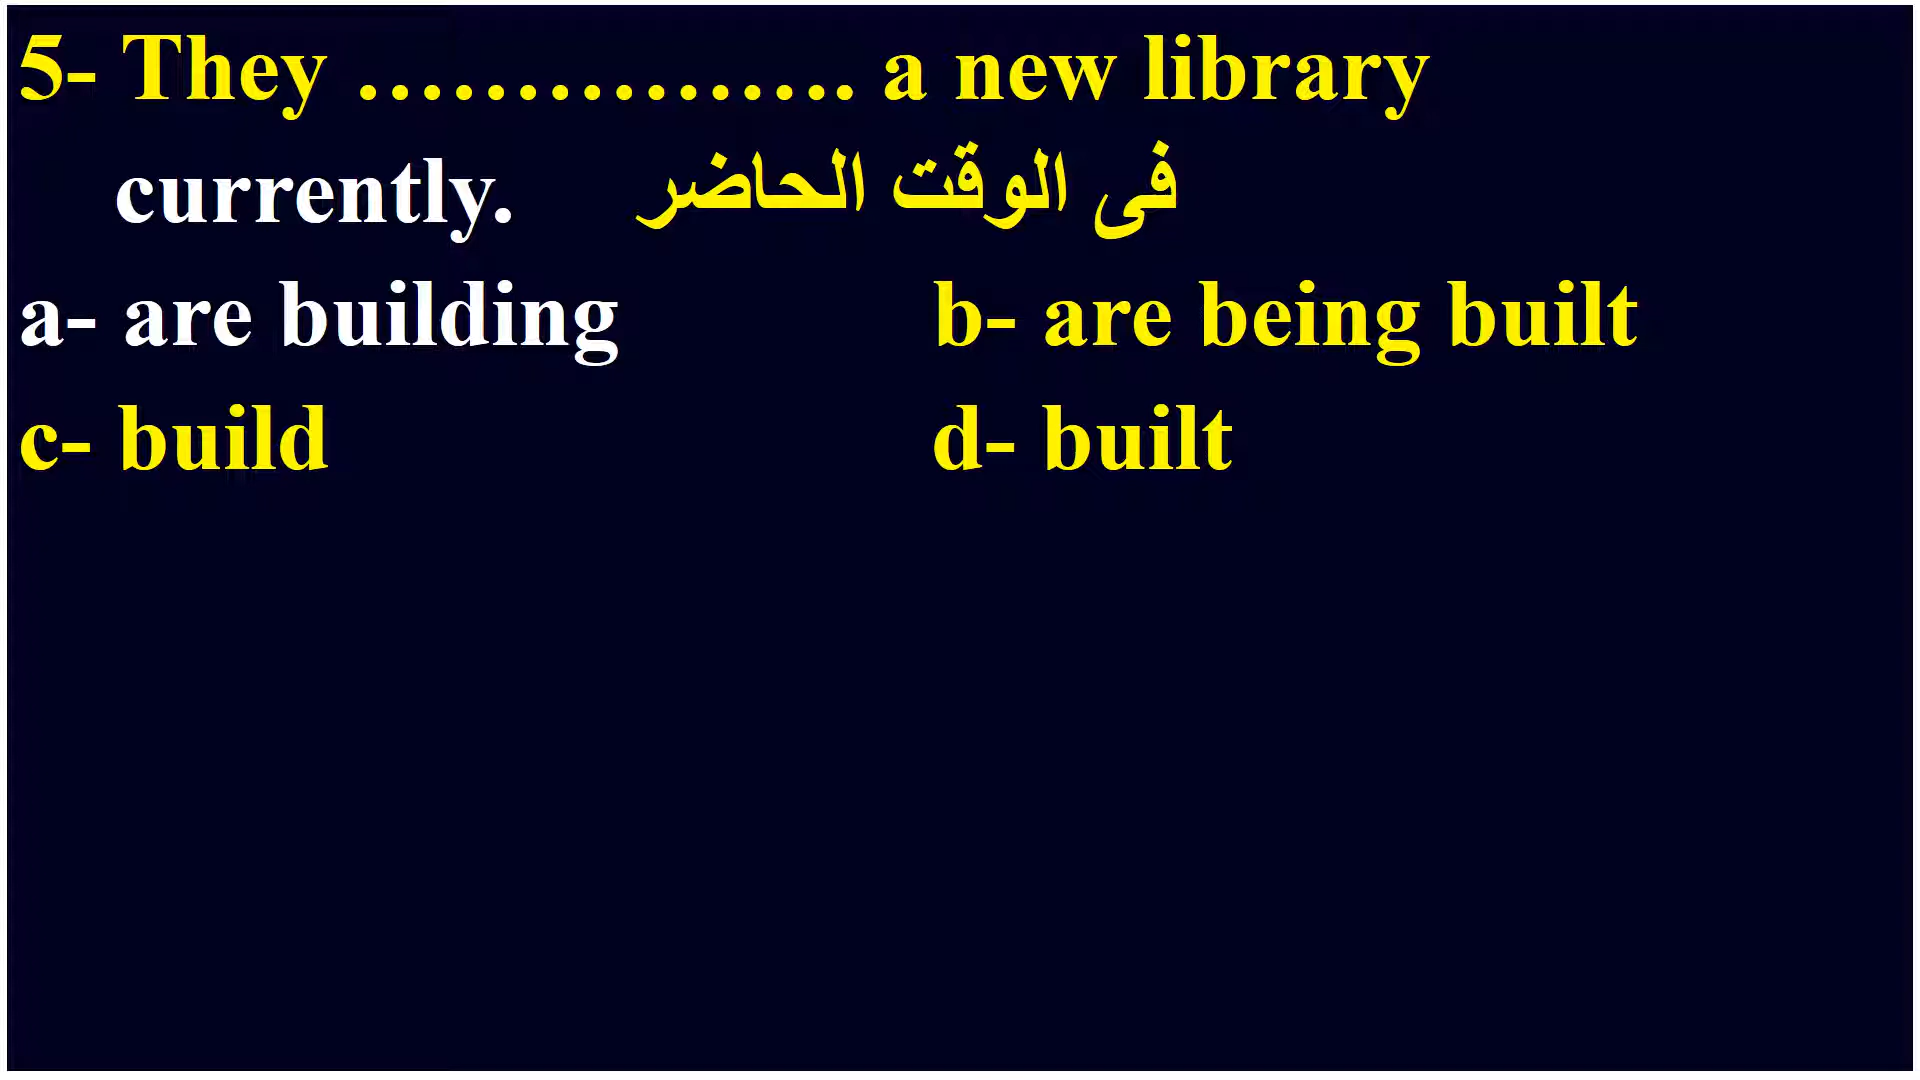 5- They ……………. a new library
currently. فى الوقت الحاضر
a- are building b- are being built
c- build d- built